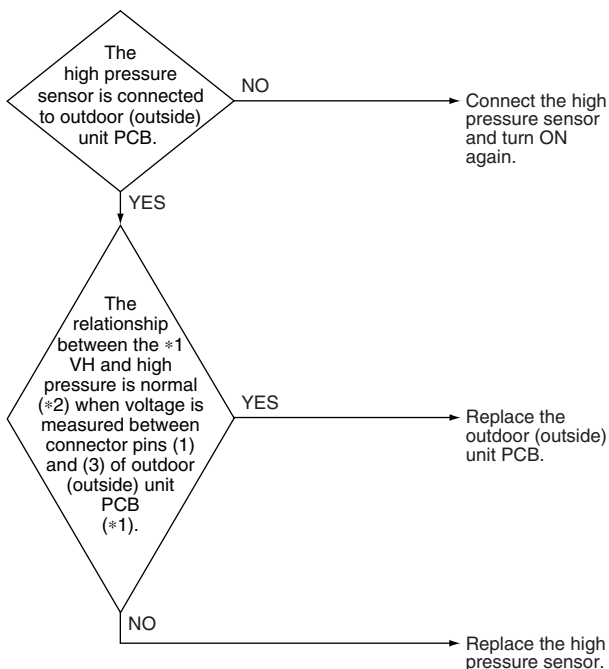 The
high pressure
sensor is connected
to outdoor (outside)
unit PCB.
NO
Connect the high
pressure sensor
and turn ON
again.
YES
The
relationship
between the *1
VH and high
pressure is normal
(*2) when voltage is
measured between
connector pins (1)
and (3) of outdoor
(outside) unit
PCB
(*1).
YES
Replace the
outdoor (outside)
unit PCB.
NO
Replace the high
pressure sensor.